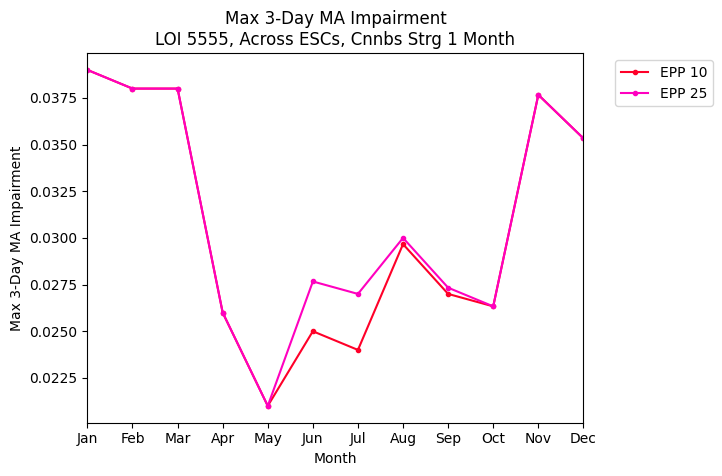 Max 3-Day MA Impairment
LOI 5555, Across ESCs, Cnnbs Strg 1 Month
EPP 10
EPP 25
Max 3-Day MA Impairment
0.0375
0.0350
0.0325
0.0300
0.0275
0.0250
0.0225
Jan Feb Mar Apr May Jun Jul Aug Sep Oct Nov Dec
Month